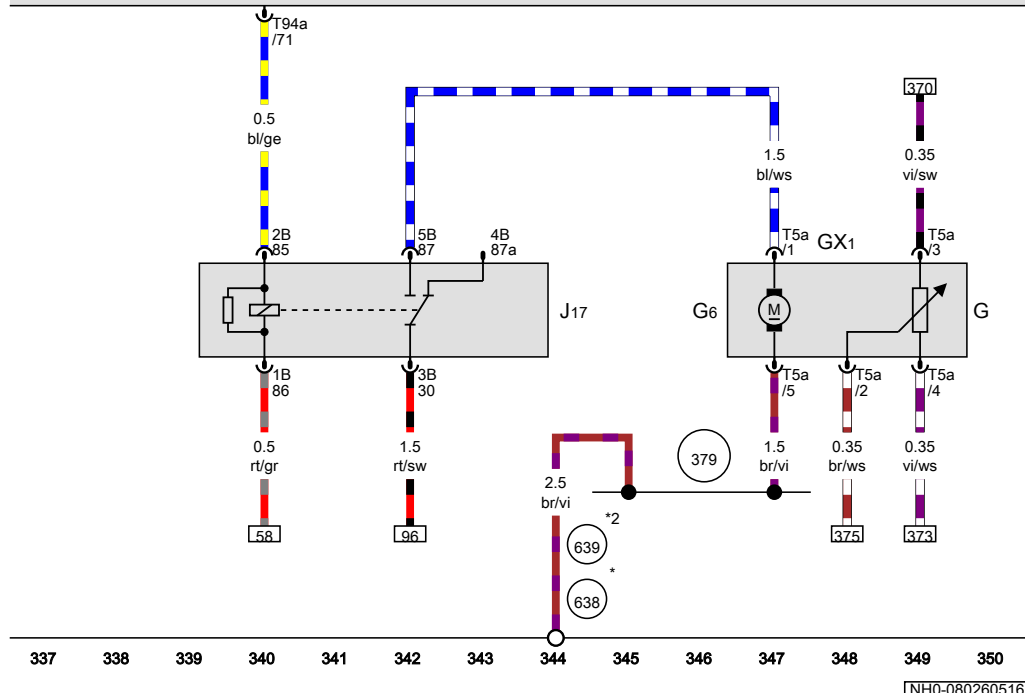 T94a
/71
0.5
bl/ge
370
1.5
bl/ws
0.35
vi/sw
2B
85
5B
87
4B
87a
T5a
/1
GX1
T5a
/3
J17
G6
M
G
1B
86
3B
30
T5a
/5
T5a
/2
T5a
/4
0.5
rt/gr
1.5
rt/sw
2.5
br/vi
379
1.5
br/vi
0.35
br/ws
0.35
vi/ws
*2
58
96
639
375
373
*
638
337 338 339 340 341 342 343 344 345 346 347 348 349 350
NH0-080260516